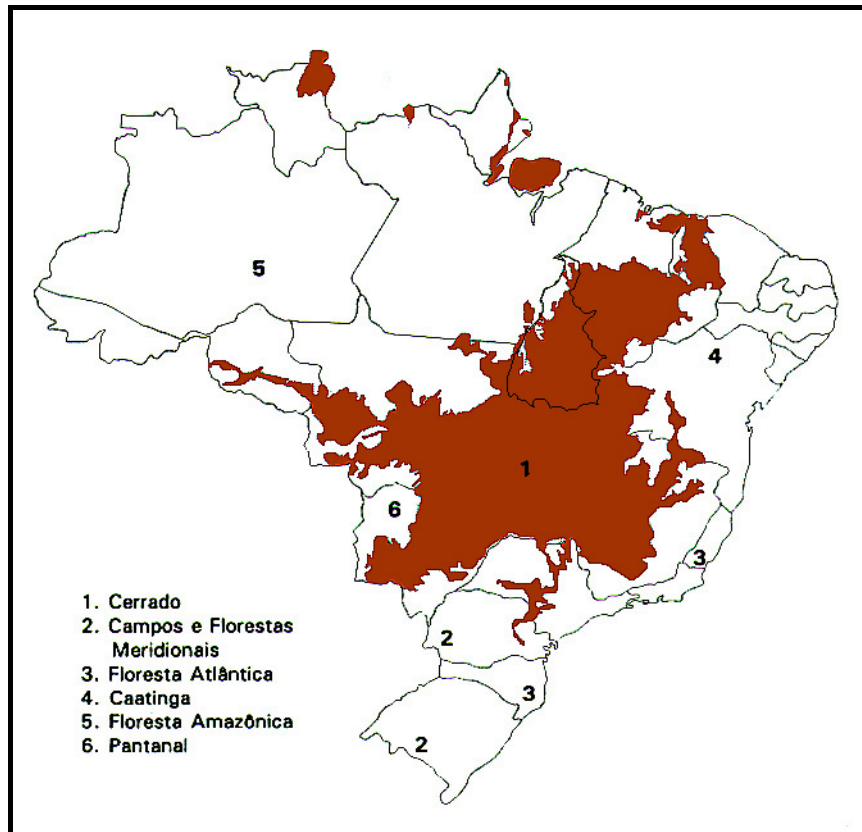 5
4
1
6
3
2
3
2
1. Cerrado
2. Campos e Florestas
Meridionais
3. Floresta Atlântica
4. Caatinga
5. Floresta Amazônica
6. Pantanal